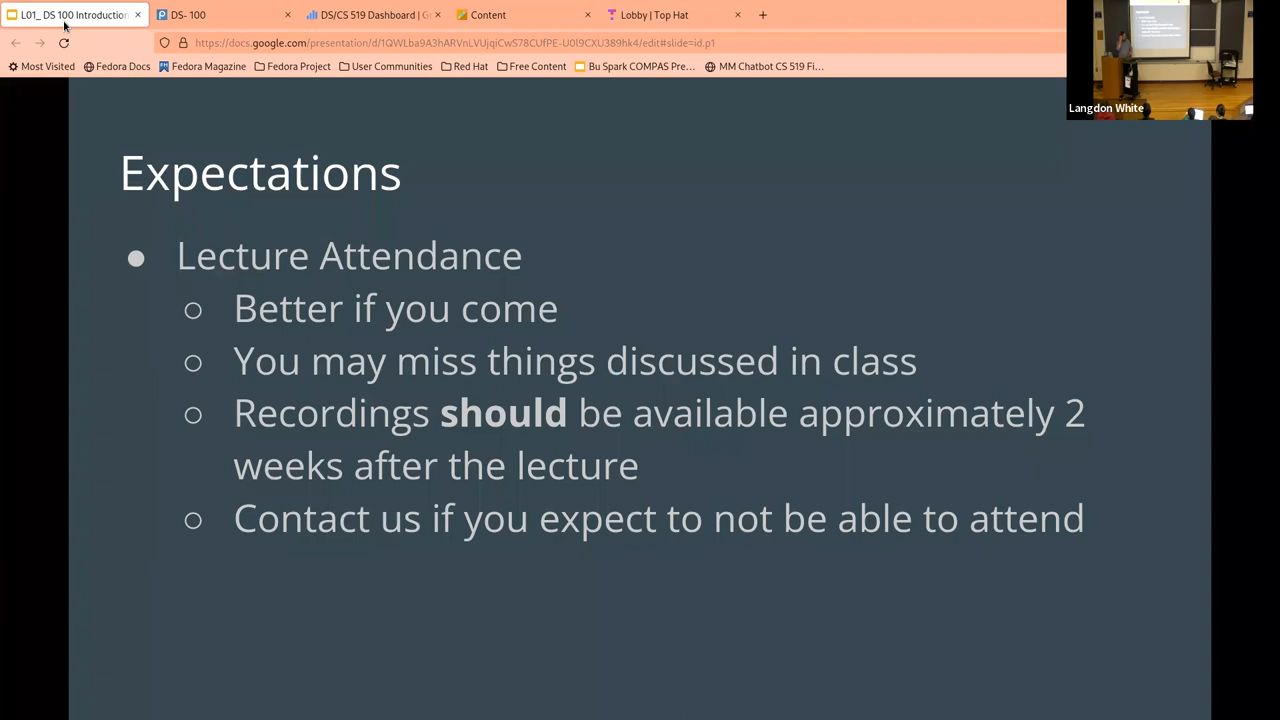 L01_ DS 100 Introduction
DS- 100
DS/CS 519 Dashboard | G
Content
Lobby | Top Hat
Most Visited
Fedora Docs
Fedora Magazine
Fedora Project
User Communities
Red Hat
Free Content
Bu Spark COMPAS Pre…
MM Chatbot CS 519 Fi…
Langdon White
Expectations
● Lecture Attendance
○ Better if you come
○ You may miss things discussed in class
○ Recordings should be available approximately 2
weeks after the lecture
○ Contact us if you expect to not be able to attend